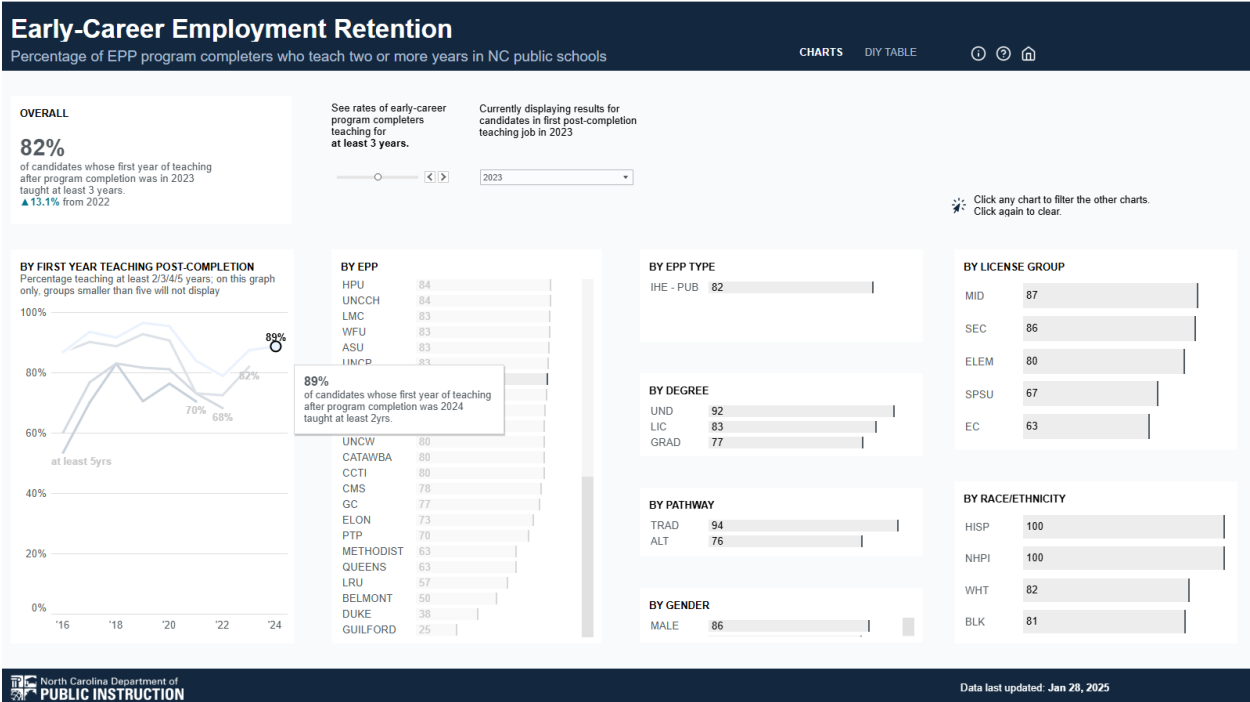 Early-Career Employment Retention
Percentage of EPP program completers who teach two or more years in NC public schools
CHARTS
DIY TABLE
OVERALL
82%
of candidates whose first year of teaching
after program completion was in 2023
taught at least 3 years.
▲13.1% from 2022
See rates of early-career
program completers
teaching for
at least 3 years.
Currently displaying results for
candidates in first post-completion
teaching job in 2023
2023
Click any chart to filter the other charts.
Click again to clear.
BY FIRST YEAR TEACHING POST-COMPLETION
Percentage teaching at least 2/3/4/5 years; on this graph
only, groups smaller than five will not display
100%
80%
60%
40%
20%
0%
89%
82%
70%
68%
at least 5yrs
'16 '18 '20 '22 '24
89%
of candidates whose first year of teaching
after program completion was 2024
taught at least 2yrs.
BY EPP
HPU 84
UNCCH 84
LMC 83
WFU 83
ASU 83
UNCP 83
UNCW 80
CATAWBA 80
CCTI 80
CMS 78
GC 77
ELON 73
PTP 70
METHODIST 63
QUEENS 63
LRU 57
BELMONT 50
DUKE 38
GUILFORD 25
BY EPP TYPE
IHE - PUB 82
BY DEGREE
UND 92
LIC 83
GRAD 77
BY PATHWAY
TRAD 94
ALT 76
BY GENDER
MALE 86
BY LICENSE GROUP
MID 87
SEC 86
ELEM 80
SPSU 67
EC 63
BY RACE/ETHNICITY
HISP 100
NHPI 100
WHT 82
BLK 81
North Carolina Department of
PUBLIC INSTRUCTION
Data last updated: Jan 28, 2025